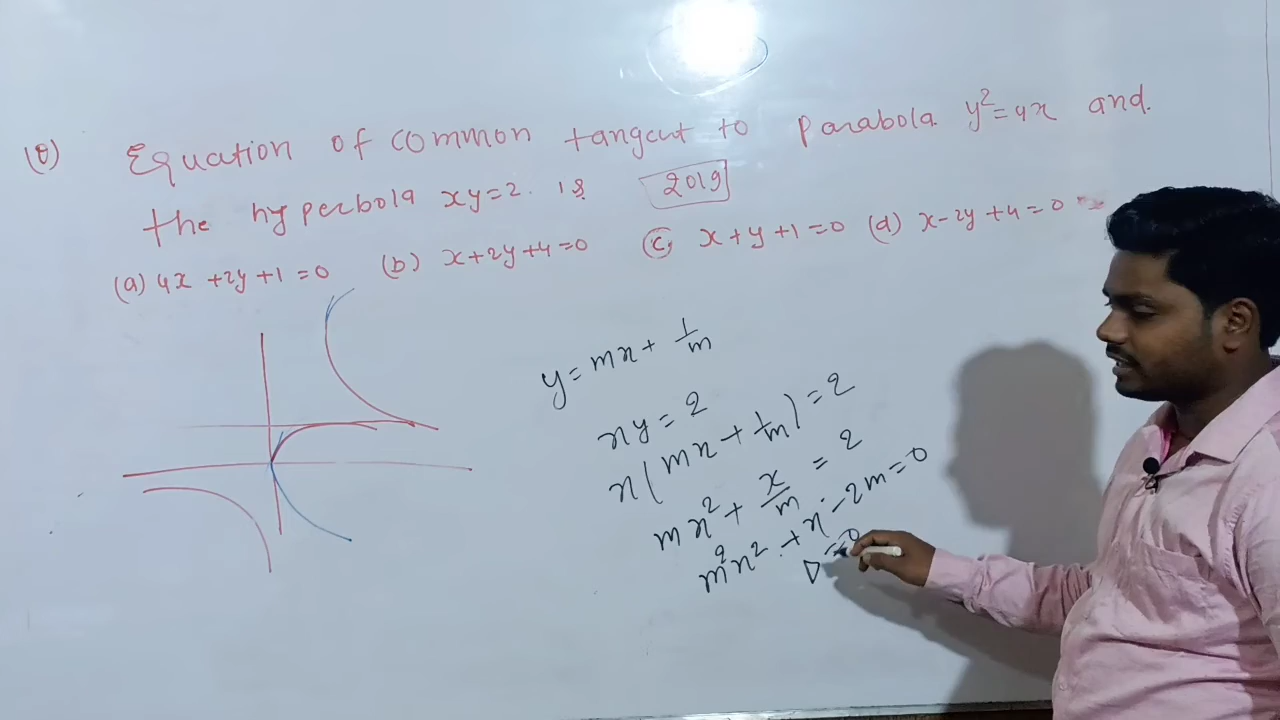 (Q) Equation of common tangent to parabola y²=4x and
the hyperbola xy=2. is 2019
(a) 4x+2y+1=0 (b) x+2y+4=0 (c) x+y+1=0 (d) x-2y+4=0
y=mx+1/m
xy=2
x(mx+1/m)=2
mx²+x/m=2
m²x²+x-2m=0
D=0